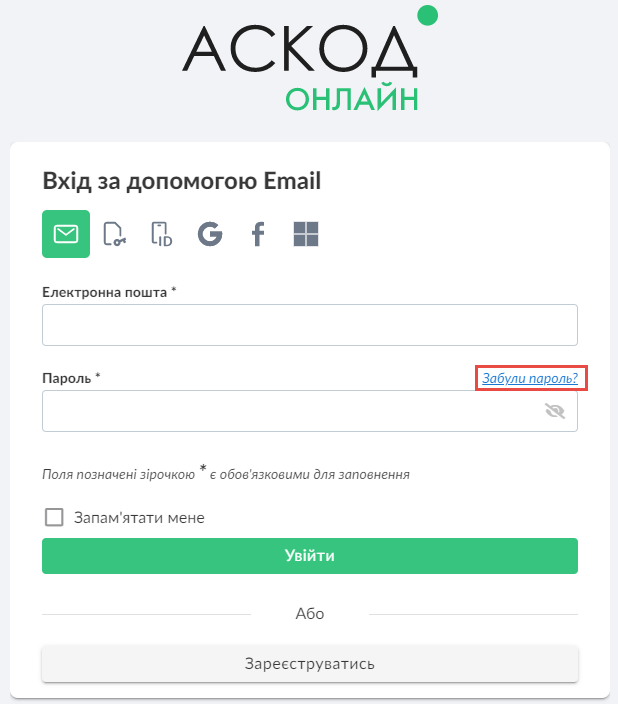 АСКОД
ОНЛАЙН
Вхід за допомогою Email
ID
Електронна пошта *
Пароль *
Забули пароль?
Поля позначені зірочкою * є обов'язковими для заповнення
Запам'ятати мене
Увійти
Або
Зареєструватись